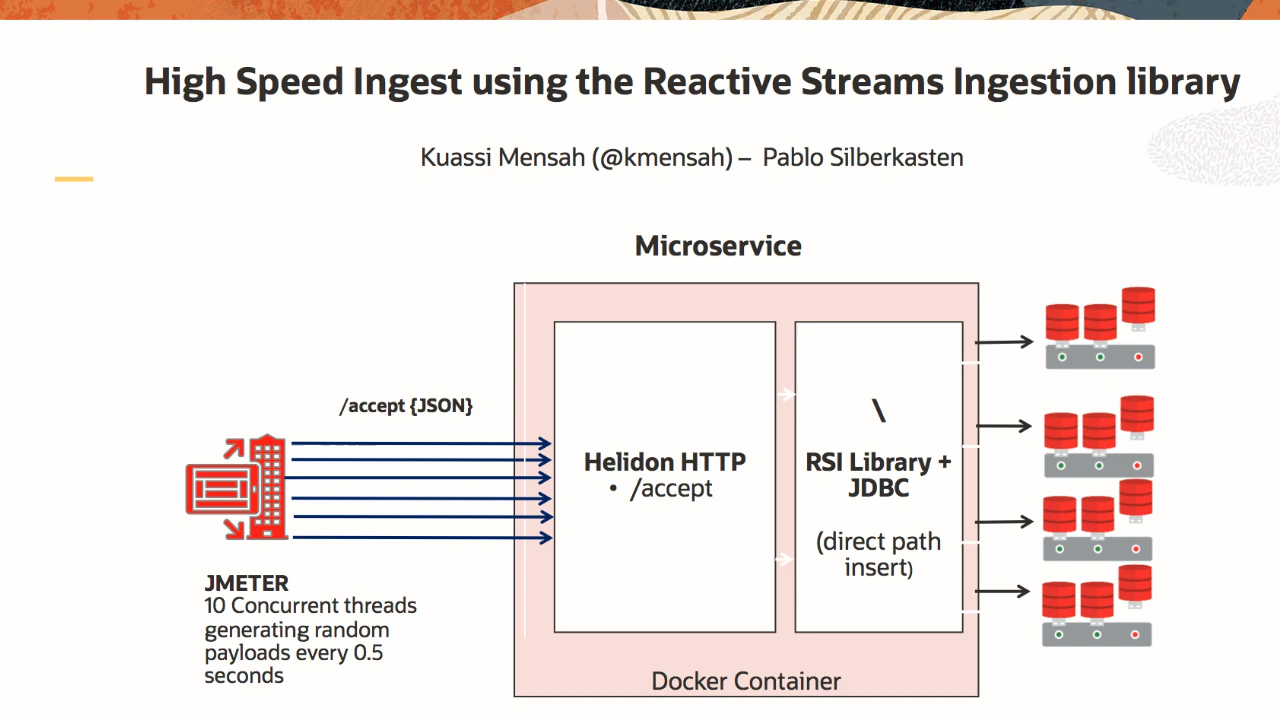 High Speed Ingest using the Reactive Streams Ingestion library
Kuassi Mensah (@kmensah) – Pablo Silberkasten
Microservice
/accept {JSON}
\
Helidon HTTP
• /accept
RSI Library +
JDBC
(direct path
insert)
JMETER
10 Concurrent threads
generating random
payloads every 0.5
seconds
Docker Container